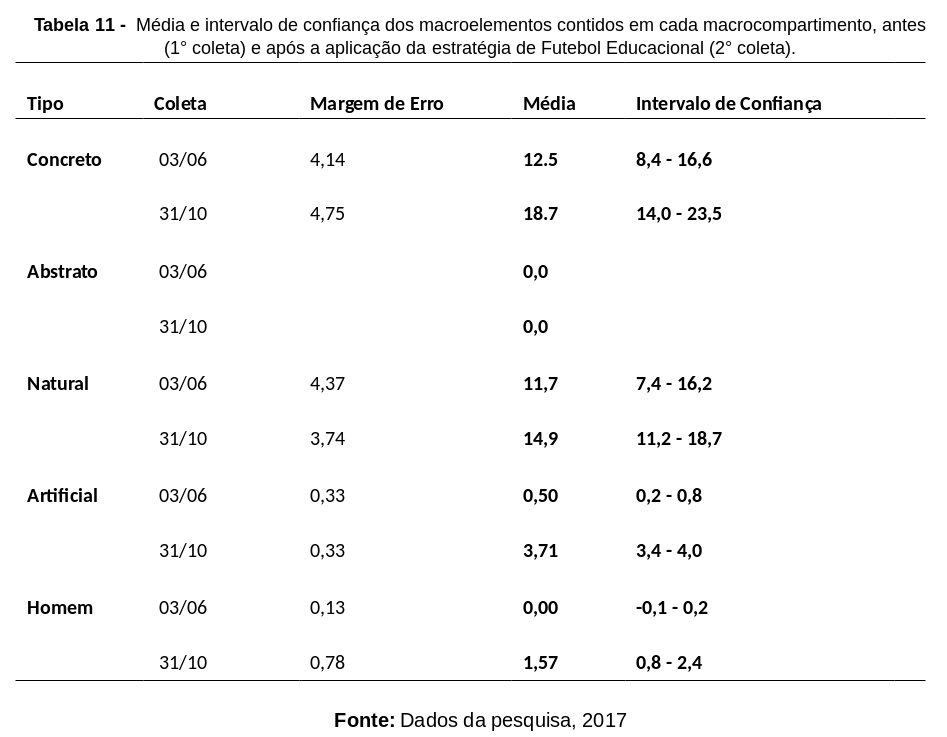 Tabela 11 - Média e intervalo de confiança dos macroelementos contidos em cada macrocompartimento, antes
(1° coleta) e após a aplicação da estratégia de Futebol Educacional (2° coleta).
Tipo Coleta Margem de Erro Média Intervalo de Confiança
Concreto 03/06 4,14 12.5 8,4 - 16,6
31/10 4,75 18.7 14,0 - 23,5
Abstrato 03/06 0,0
31/10 0,0
Natural 03/06 4,37 11,7 7,4 - 16,2
31/10 3,74 14,9 11,2 - 18,7
Artificial 03/06 0,33 0,50 0,2 - 0,8
31/10 0,33 3,71 3,4 - 4,0
Homem 03/06 0,13 0,00 -0,1 - 0,2
31/10 0,78 1,57 0,8 - 2,4
Fonte: Dados da pesquisa, 2017